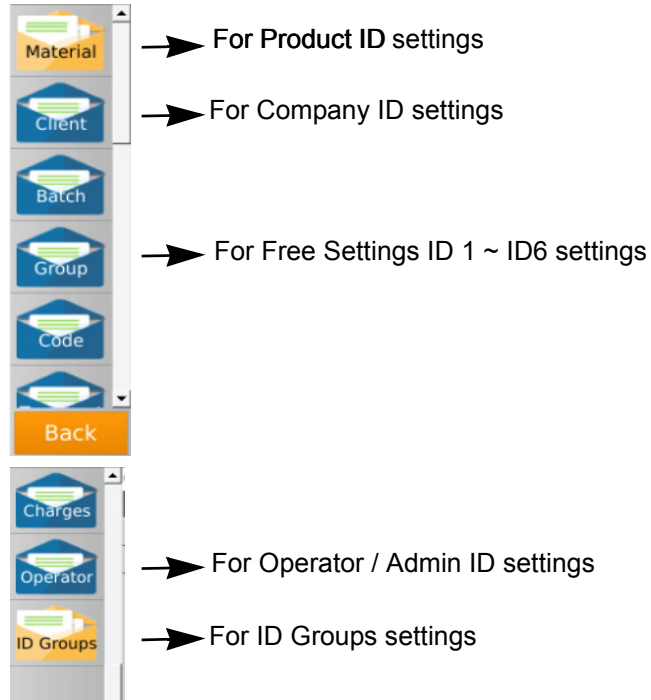 Material
For Product ID settings
Client
For Company ID settings
Batch
Group
For Free Settings ID 1 ~ ID6 settings
Code
Back
Charges
Operator
For Operator / Admin ID settings
ID Groups
For ID Groups settings